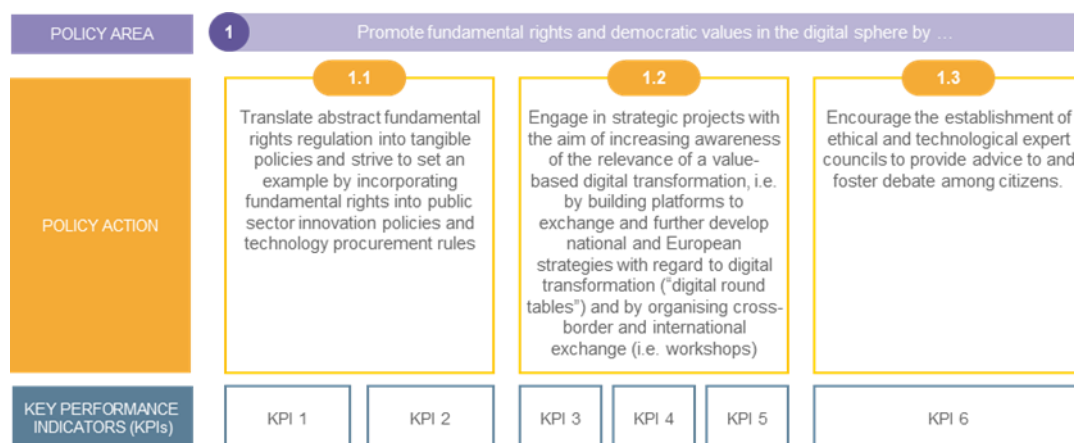 POLICY AREA
1
Promote fundamental rights and democratic values in the digital sphere by ...
POLICY ACTION
1.1
Translate abstract fundamental
rights regulation into tangible
policies and strive to set an
example by incorporating
fundamental rights into public
sector innovation policies and
technology procurement rules
1.2
Engage in strategic projects with
the aim of increasing awareness
of the relevance of a value-
based digital transformation, i.e.
by building platforms to
exchange and further develop
national and European
strategies with regard to digital
transformation (“digital round
tables”) and by organising cross-
border and international
exchange (i.e. workshops)
1.3
Encourage the establishment of
ethical and technological expert
councils to provide advice to and
foster debate among citizens.
KEY PERFORMANCE
INDICATORS (KPIs)
KPI 1
KPI 2
KPI 3
KPI 4
KPI 5
KPI 6